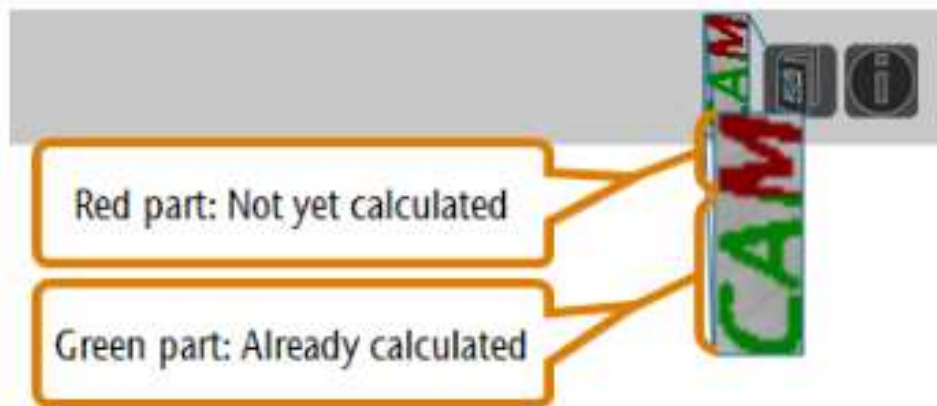 CAM
CAM
Red part: Not yet calculated
Green part: Already calculated